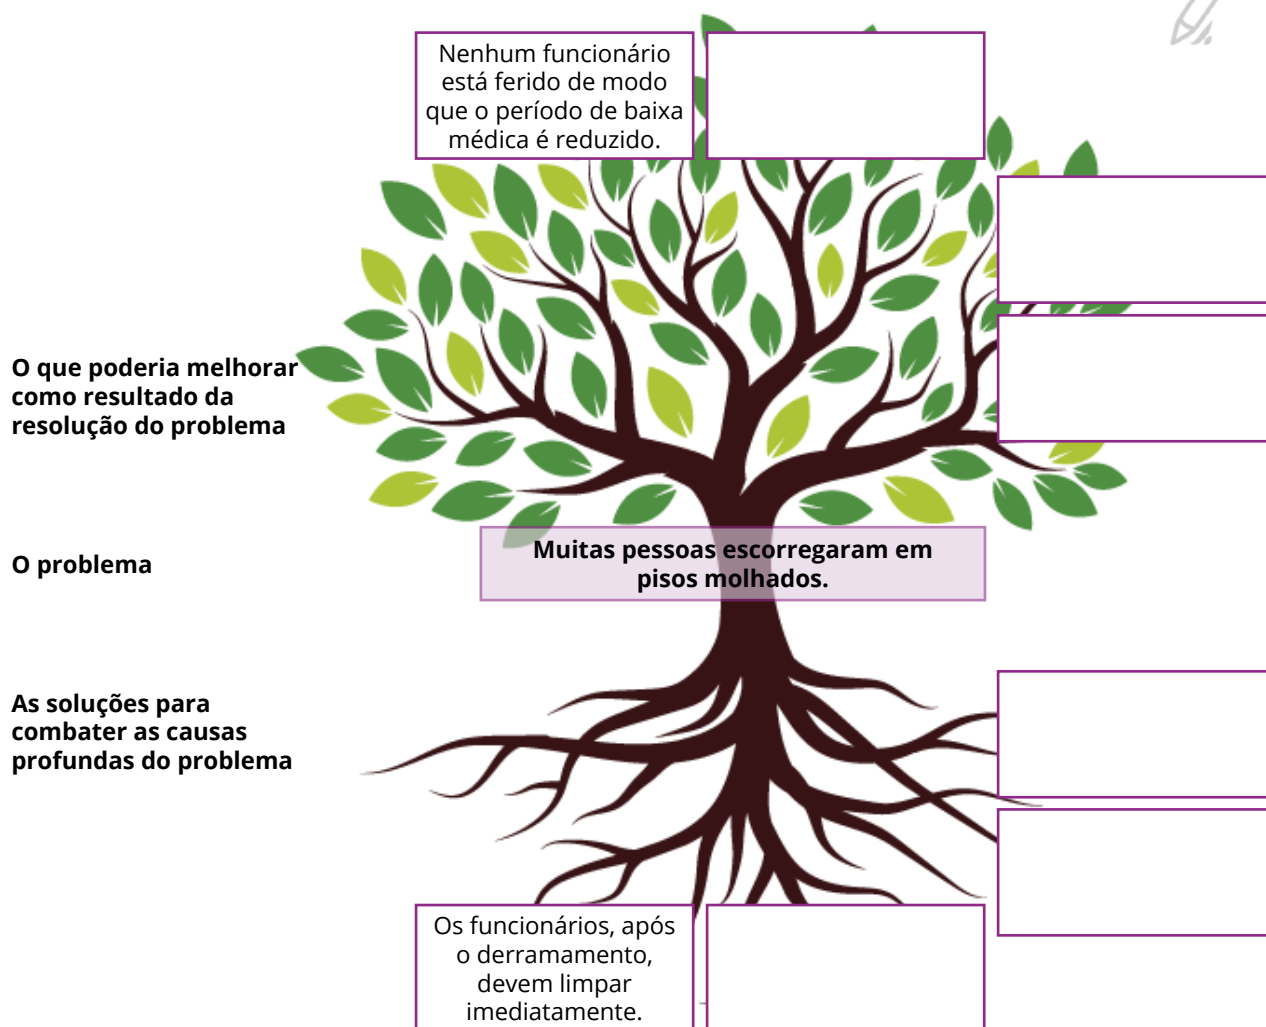 Nenhum funcionário
está ferido de modo
que o período de baixa
médica é reduzido.
O que poderia melhorar
como resultado da
resolução do problema
O problema
Muitas pessoas escorregaram em
pisos molhados.
As soluções para
combater as causas
profundas do problema
Os funcionários, após
o derramamento,
devem limpar
imediatamente.